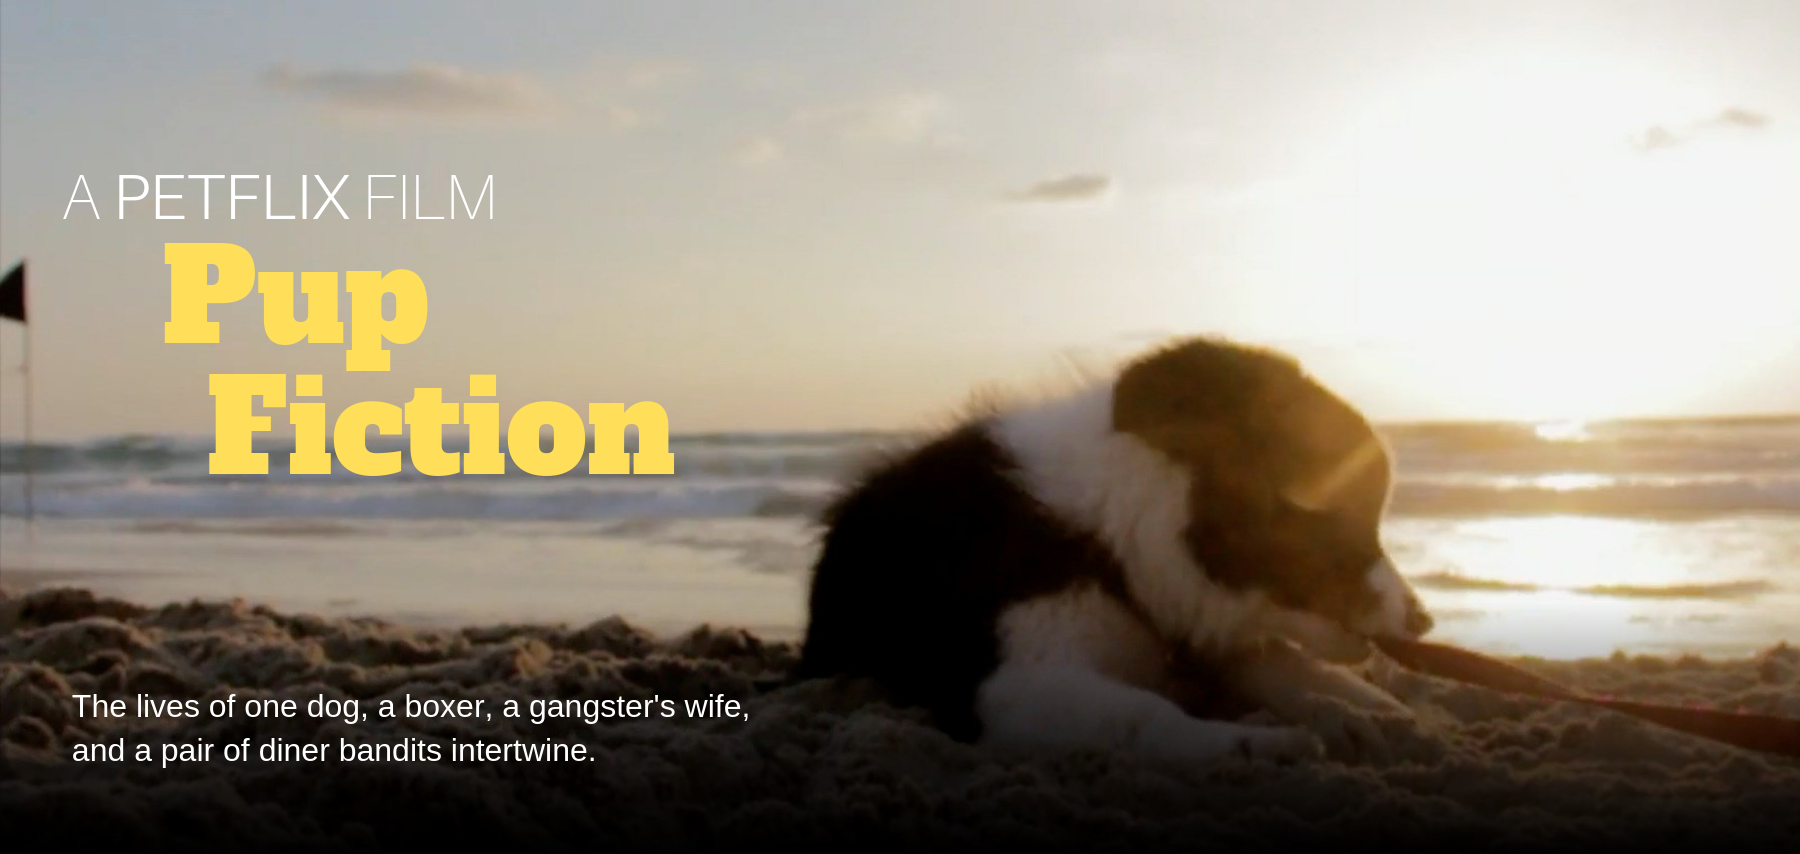 A PETFLIX FILM
Pup
Fiction
The lives of one dog, a boxer, a gangster's wife,
and a pair of diner bandits intertwine.